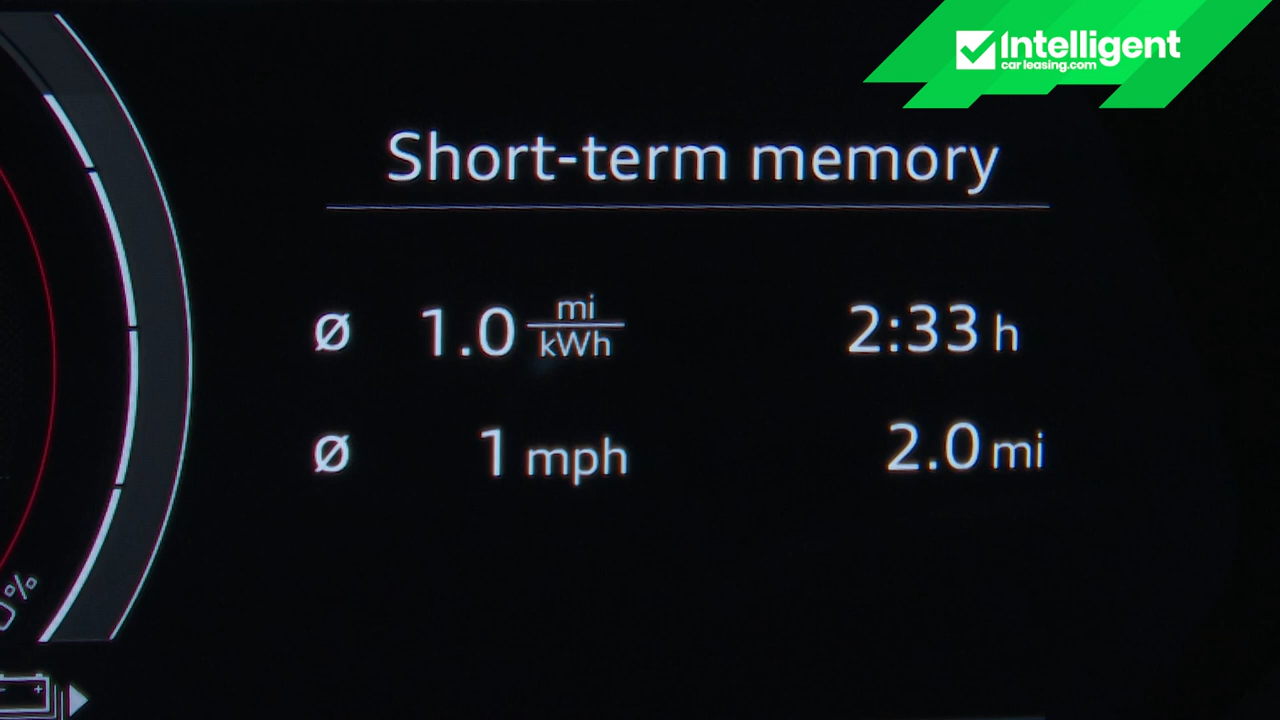 Intelligent
carleasing.com
Short-term memory
Ø 1.0 mi/kWh 2:33 h
Ø 1 mph 2.0 mi
%